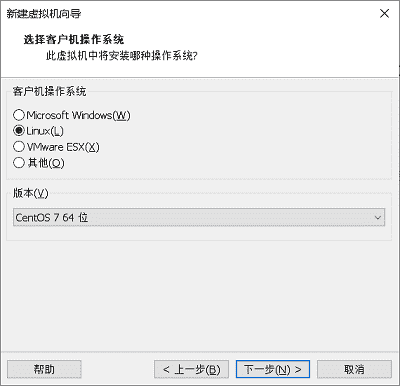 新建虚拟机向导
选择客户机操作系统
此虚拟机中将安装哪种操作系统?
客户机操作系统
Microsoft Windows(W)
Linux(L)
VMware ESX(X)
其他(O)
版本(V)
CentOS 7 64 位
帮助
< 上一步(B)
下一步(N) >
取消